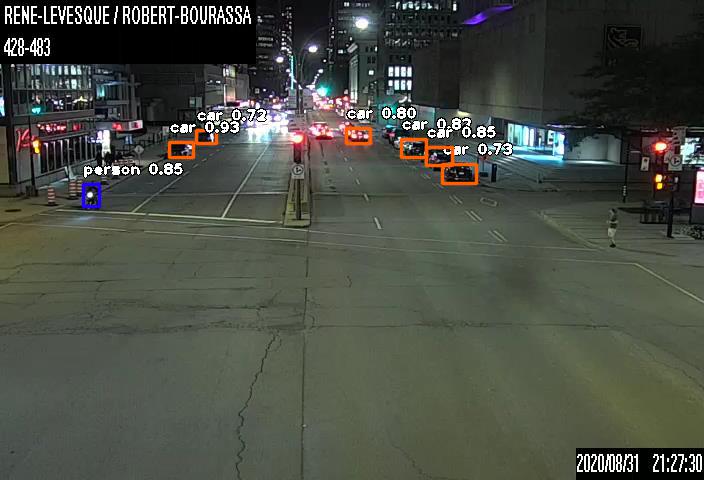 RENE-LEVESQUE / ROBERT-BOURASSA
428-483
car 0.72
car 0.80
car 0.93
car 0.82
car 0.85
car 0.73
person 0.85
2020/08/31 21:27:30